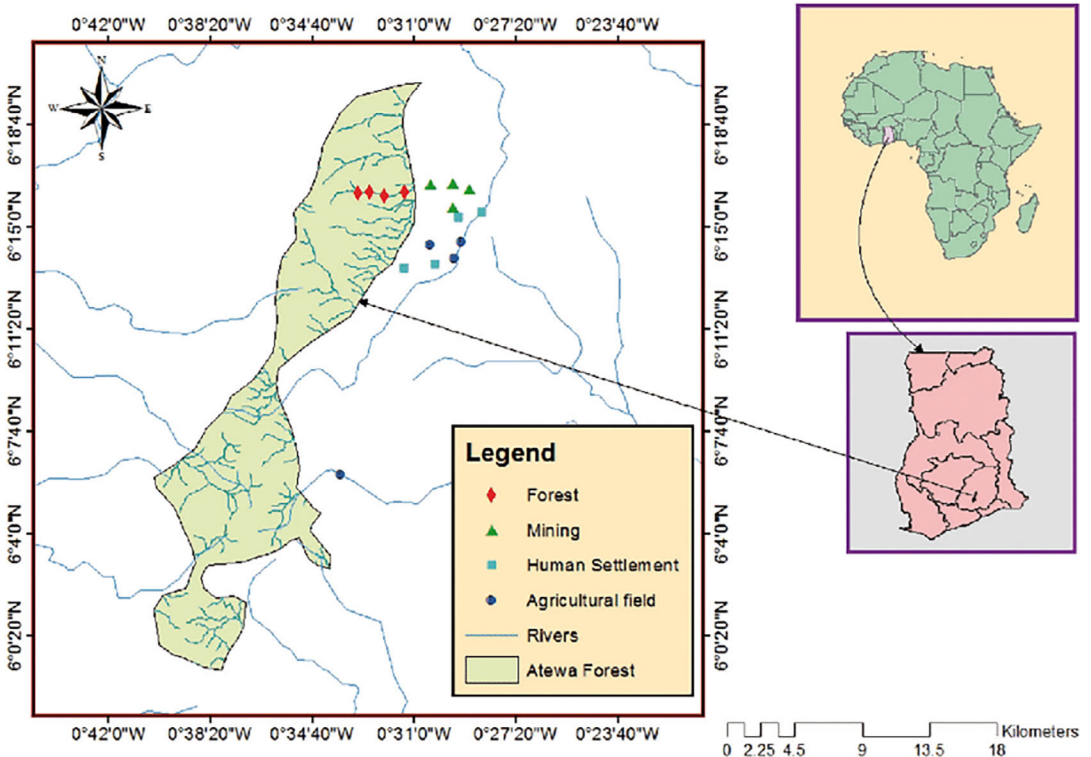 0°42'0"W 0°38'20"W 0°34'40"W 0°31'0"W 0°27'20"W 0°23'40"W
N
W E
S
6°18'40"N 6°18'40"N
6°15'0"N 6°15'0"N
6°11'20"N 6°11'20"N
6°7'40"N 6°7'40"N
6°4'0"N 6°4'0"N
6°0'20"N 6°0'20"N
Legend
Forest
Mining
Human Settlement
Agricultural field
Rivers
Atewa Forest
0°42'0"W 0°38'20"W 0°34'40"W 0°31'0"W 0°27'20"W 0°23'40"W
Kilometers
0 2.25 4.5 9 13.5 18